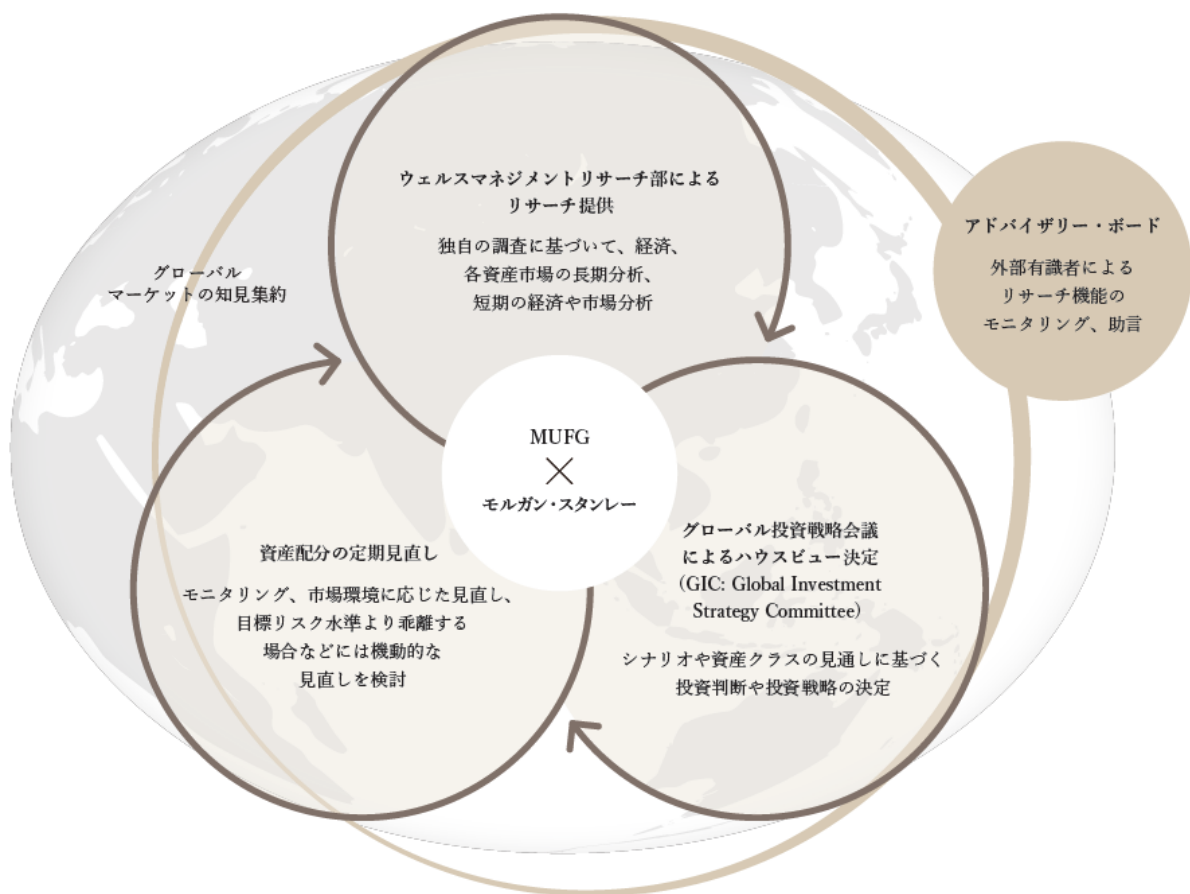 ウェルスマネジメントリサーチ部による
リサーチ提供
独自の調査に基づいて、経済、
各資産市場の長期分析、
短期の経済や市場分析
アドバイザリー・ボード
外部有識者による
リサーチ機能の
モニタリング、助言
グローバル
マーケットの知見集約
MUFG
×
モルガン・スタンレー
グローバル投資戦略会議
によるハウスビュー決定
(GIC: Global Investment
Strategy Committee)
シナリオや資産クラスの見通しに基づく
投資判断や投資戦略の決定
資産配分の定期見直し
モニタリング、市場環境に応じた見直し、
目標リスク水準より乖離する
場合などには機動的な
見直しを検討